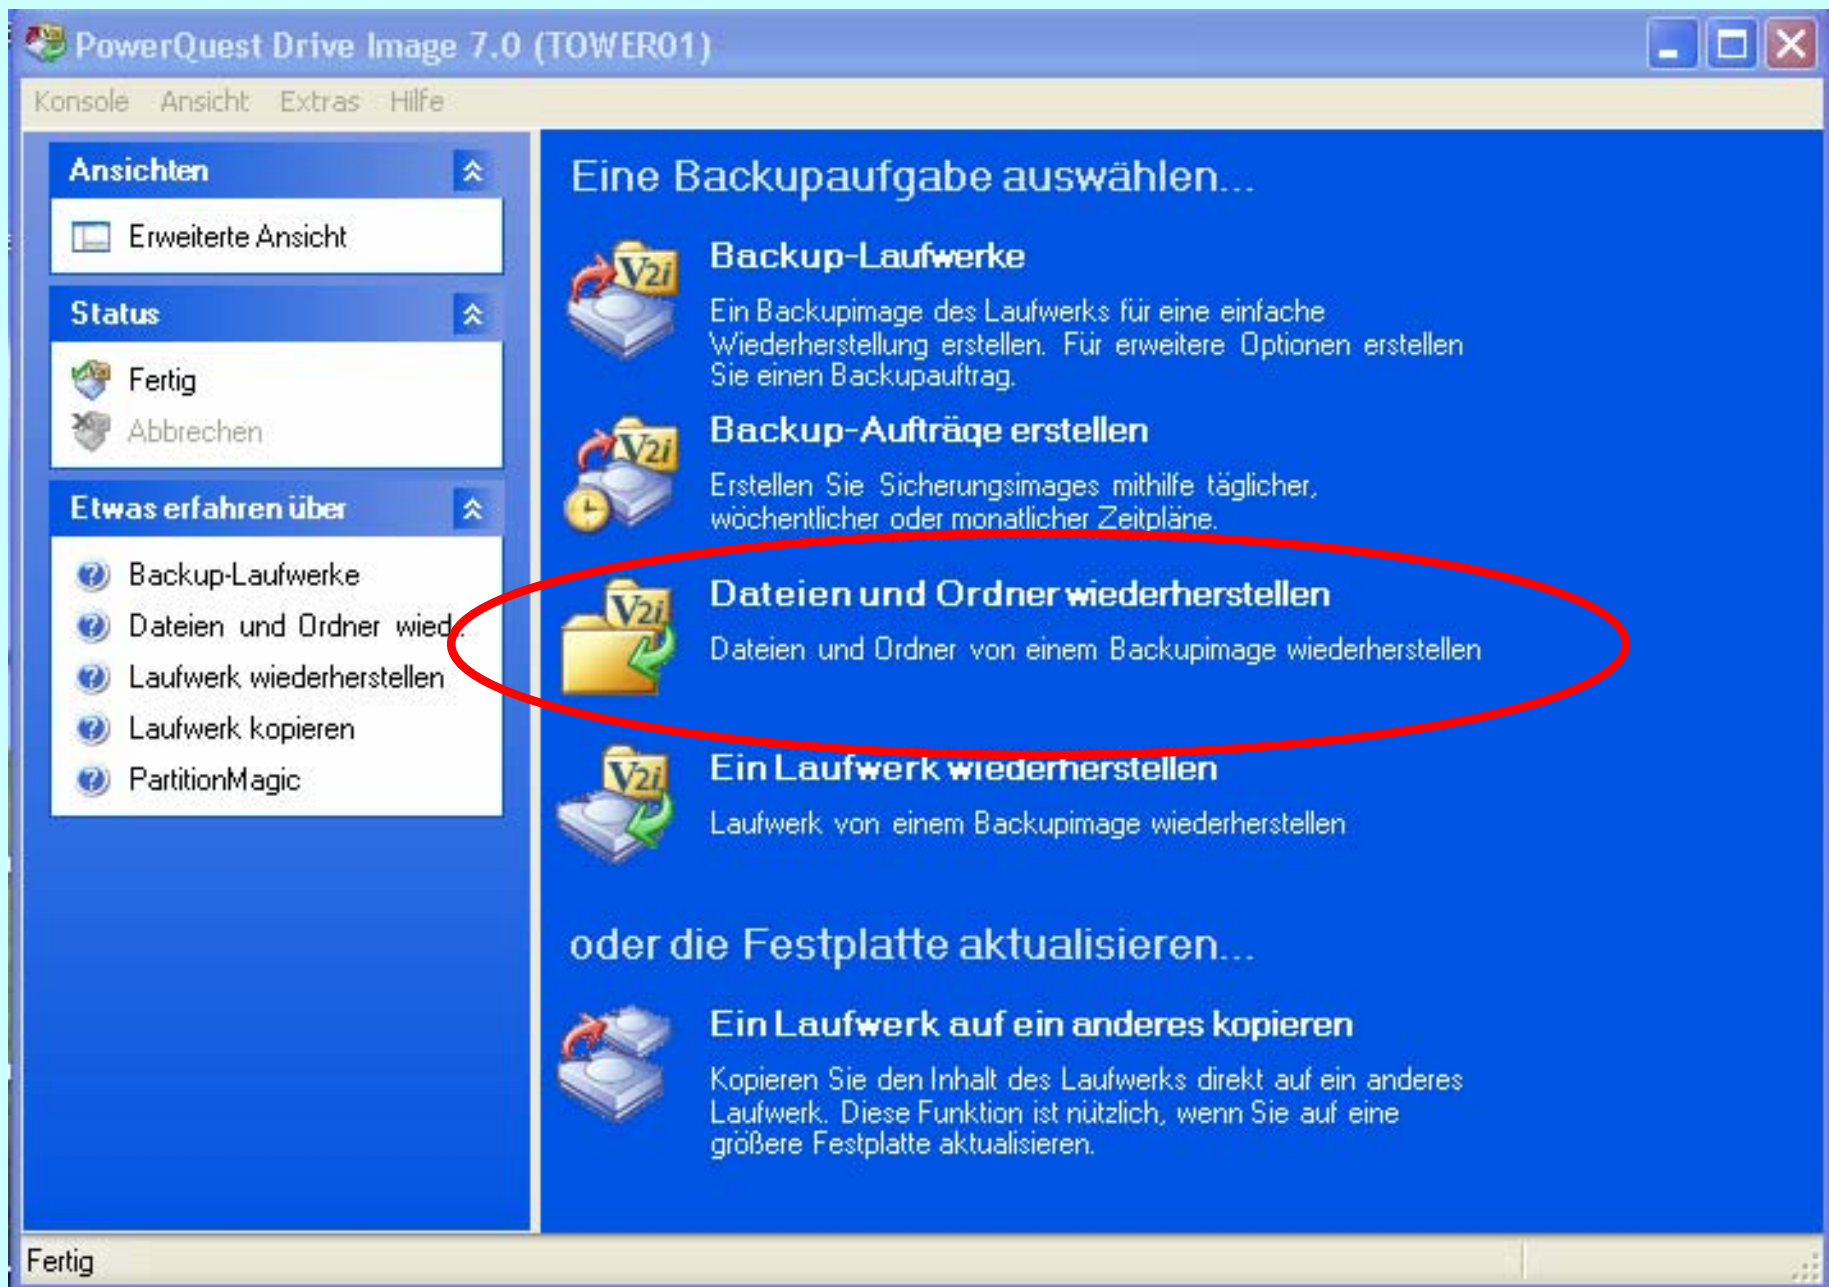 PowerQuest Drive Image 7.0 (TOWER01)
Konsole Ansicht Extras Hilfe
Ansichten
Erweiterte Ansicht
Status
Fertig
Abbrechen
Etwas erfahren über
Backup-Laufwerke
Dateien und Ordner wied..
Laufwerk wiederherstellen
Laufwerk kopieren
PartitionMagic
Eine Backupaufgabe auswählen...
V2i
Backup-Laufwerke
Ein Backupimage des Laufwerks für eine einfache
Wiederherstellung erstellen. Für erweitere Optionen erstellen
Sie einen Backupauftrag.
V2i
Backup-Aufträge erstellen
Erstellen Sie Sicherungsimages mithilfe täglicher,
wöchentlicher oder monatlicher Zeitpläne.
V2i
Dateien und Ordner wiederherstellen
Dateien und Ordner von einem Backupimage wiederherstellen
V2i
Ein Laufwerk wiederherstellen
Laufwerk von einem Backupimage wiederherstellen
oder die Festplatte aktualisieren...
Ein Laufwerk auf ein anderes kopieren
Kopieren Sie den Inhalt des Laufwerks direkt auf ein anderes
Laufwerk. Diese Funktion ist nützlich, wenn Sie auf eine
größere Festplatte aktualisieren.
Fertig